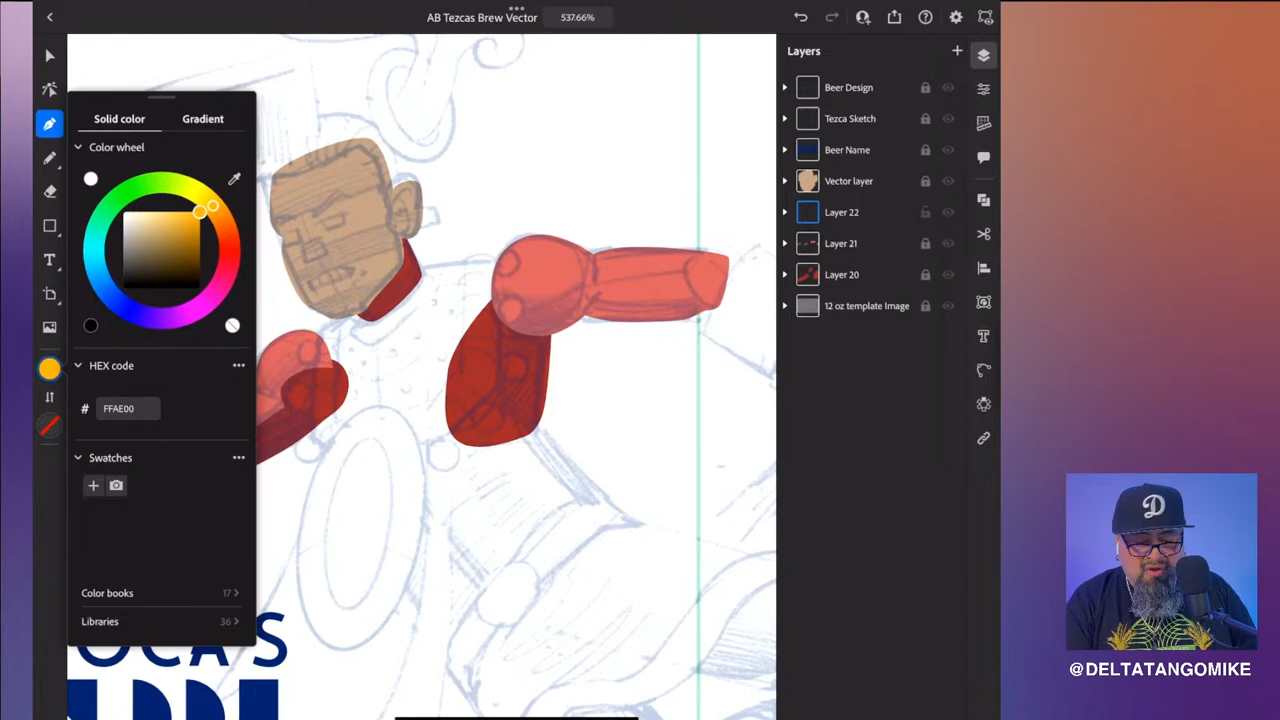 AB Tezcas Brew Vector
537.66%
Solid color
Gradient
Color wheel
HEX code
# FFAE00
Swatches
Color books 17
Libraries 36
OCA'S
Layers
Beer Design
Tezca Sketch
Beer Name
Vector layer
Layer 22
Layer 21
Layer 20
12 oz template Image
D
@DELTATANGOMIKE